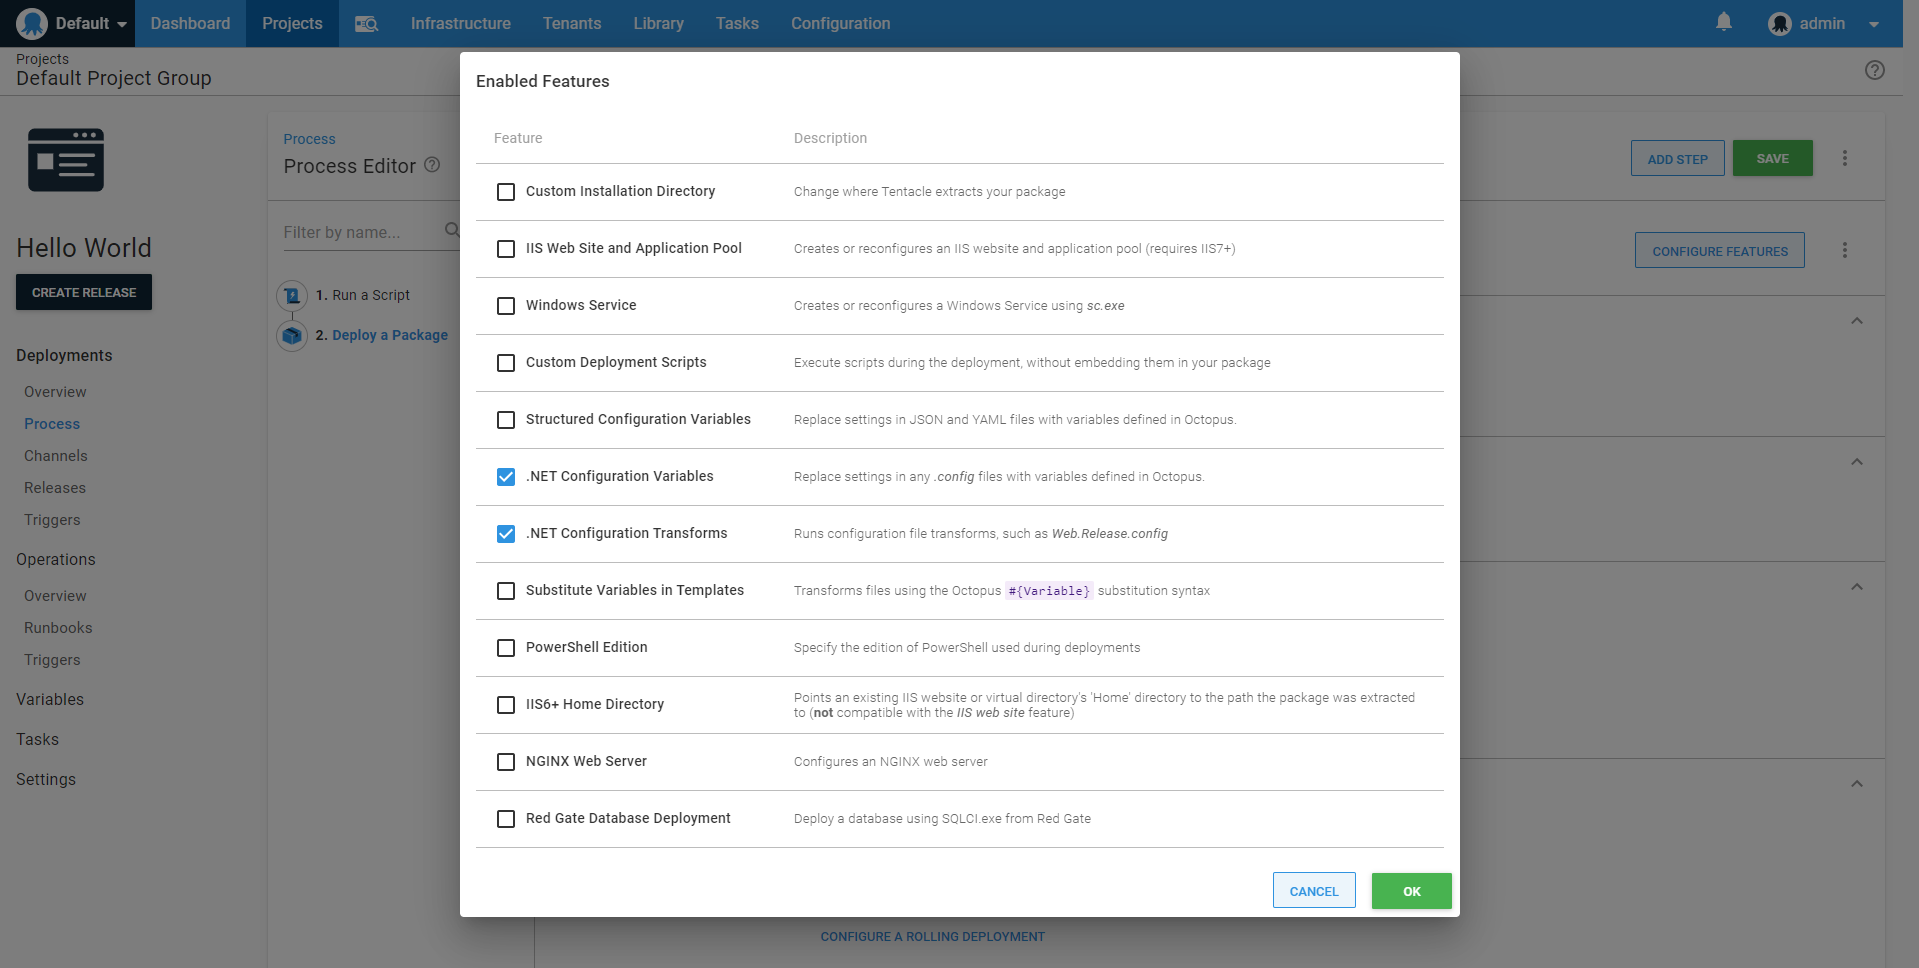 Default
Dashboard
Projects
Infrastructure
Tenants
Library
Tasks
Configuration
admin
Projects
Default Project Group
Hello World
CREATE RELEASE
Deployments
Overview
Process
Channels
Releases
Triggers
Operations
Overview
Runbooks
Triggers
Variables
Tasks
Settings
Process
Process Editor
Filter by name...
1. Run a Script
2. Deploy a Package
ADD STEP
SAVE
CONFIGURE FEATURES
Enabled Features
Feature Description
Custom Installation Directory Change where Tentacle extracts your package
IIS Web Site and Application Pool Creates or reconfigures an IIS website and application pool (requires IIS7+)
Windows Service Creates or reconfigures a Windows Service using sc.exe
Custom Deployment Scripts Execute scripts during the deployment, without embedding them in your package
Structured Configuration Variables Replace settings in JSON and YAML files with variables defined in Octopus.
.NET Configuration Variables Replace settings in any .config files with variables defined in Octopus.
.NET Configuration Transforms Runs configuration file transforms, such as Web.Release.config
Substitute Variables in Templates Transforms files using the Octopus #{Variable} substitution syntax
PowerShell Edition Specify the edition of PowerShell used during deployments
IIS6+ Home Directory Points an existing IIS website or virtual directory's 'Home' directory to the path the package was extracted
to (not compatible with the IIS web site feature)
NGINX Web Server Configures an NGINX web server
Red Gate Database Deployment Deploy a database using SQLCI.exe from Red Gate
CANCEL
OK
CONFIGURE A ROLLING DEPLOYMENT